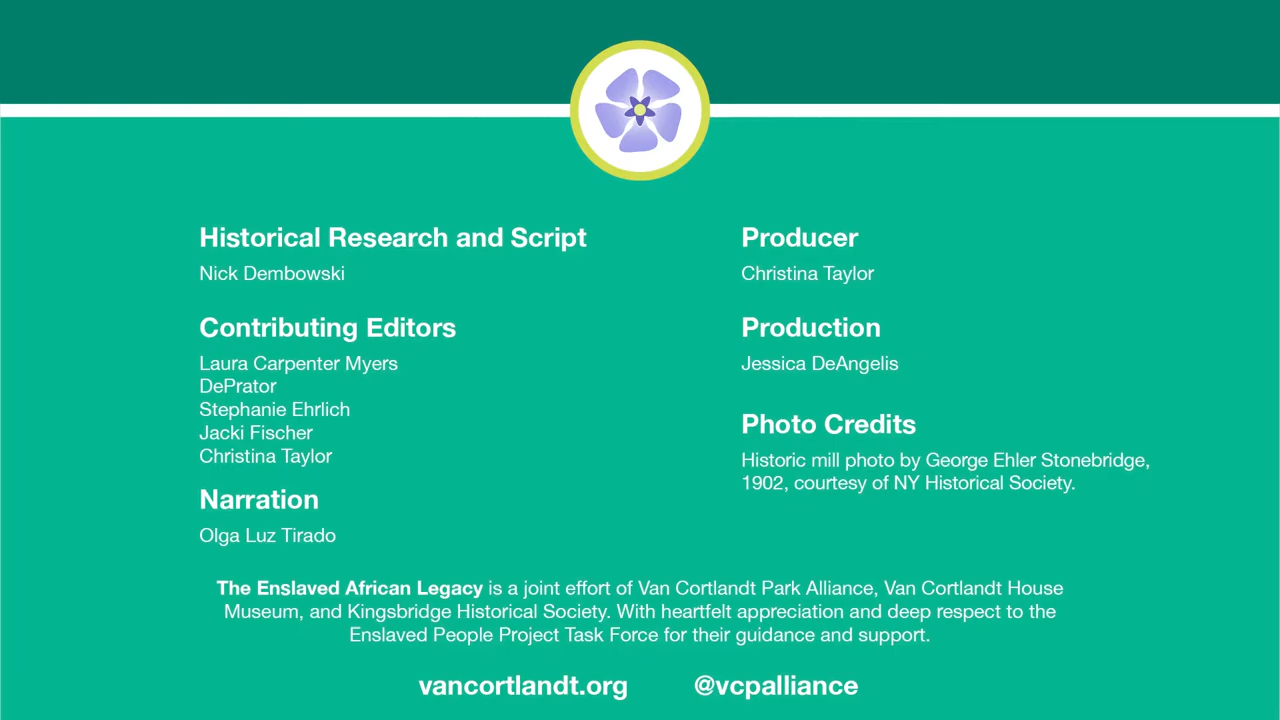 Historical Research and Script
Nick Dembowski
Contributing Editors
Laura Carpenter Myers
DePrator
Stephanie Ehrlich
Jacki Fischer
Christina Taylor
Narration
Olga Luz Tirado
Producer
Christina Taylor
Production
Jessica DeAngelis
Photo Credits
Historic mill photo by George Ehler Stonebridge,
1902, courtesy of NY Historical Society.
The Enslaved African Legacy is a joint effort of Van Cortlandt Park Alliance, Van Cortlandt House
Museum, and Kingsbridge Historical Society. With heartfelt appreciation and deep respect to the
Enslaved People Project Task Force for their guidance and support.
vancortlandt.org @vcpalliance